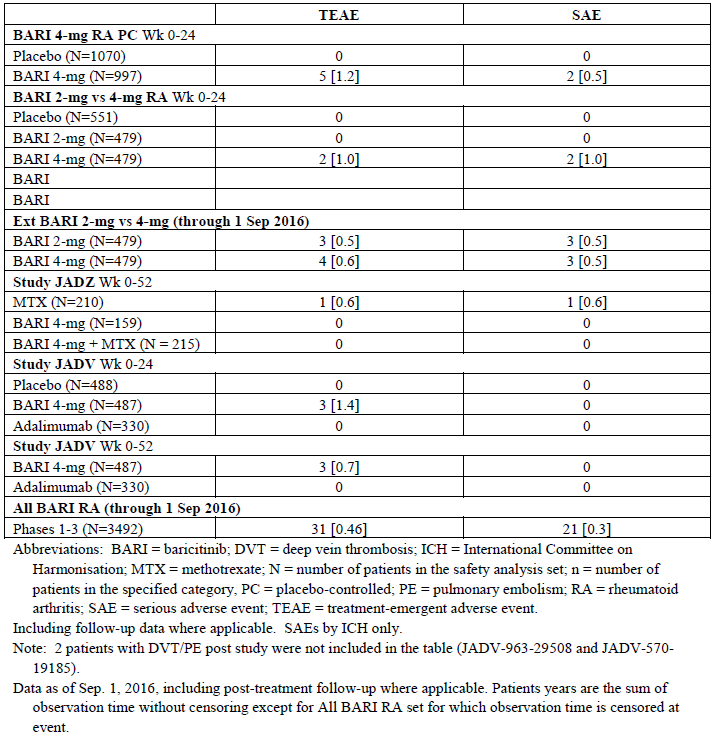 TEAE SAE
BARI 4-mg RA PC Wk 0-24
Placebo (N=1070) 0 0
BARI 4-mg (N=997) 5 [1.2] 2 [0.5]
BARI 2-mg vs 4-mg RA Wk 0-24
Placebo (N=551) 0 0
BARI 2-mg (N=479) 0 0
BARI 4-mg (N=479) 2 [1.0] 2 [1.0]
BARI
BARI
Ext BARI 2-mg vs 4-mg (through 1 Sep 2016)
BARI 2-mg (N=479) 3 [0.5] 3 [0.5]
BARI 4-mg (N=479) 4 [0.6] 3 [0.5]
Study JADZ Wk 0-52
MTX (N=210) 1 [0.6] 1 [0.6]
BARI 4-mg (N=159) 0 0
BARI 4-mg + MTX (N = 215) 0 0
Study JADV Wk 0-24
Placebo (N=488) 0 0
BARI 4-mg (N=487) 3 [1.4] 0
Adalimumab (N=330) 0 0
Study JADV Wk 0-52
BARI 4-mg (N=487) 3 [0.7] 0
Adalimumab (N=330) 0 0
All BARI RA (through 1 Sep 2016)
Phases 1-3 (N=3492) 31 [0.46] 21 [0.3]
Abbreviations: BARI = baricitinib; DVT = deep vein thrombosis; ICH = International Committee on
Harmonisation; MTX = methotrexate; N = number of patients in the safety analysis set; n = number of
patients in the specified category, PC = placebo-controlled; PE = pulmonary embolism; RA = rheumatoid
arthritis; SAE = serious adverse event; TEAE = treatment-emergent adverse event.
Including follow-up data where applicable. SAEs by ICH only.
Note: 2 patients with DVT/PE post study were not included in the table (JADV-963-29508 and JADV-570-
19185).
Data as of Sep. 1, 2016, including post-treatment follow-up where applicable. Patients years are the sum of
observation time without censoring except for All BARI RA set for which observation time is censored at
event.